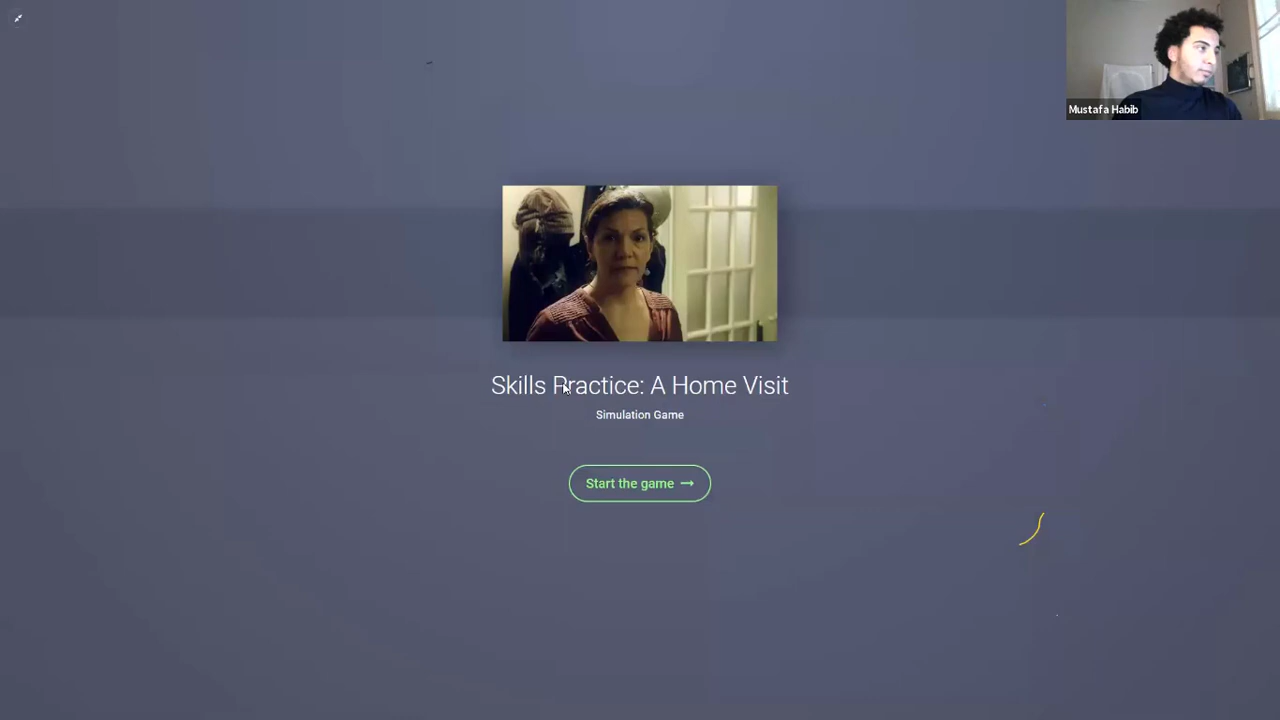 Mustafa Habib
Skills Practice: A Home Visit
Simulation Game
Start the game →